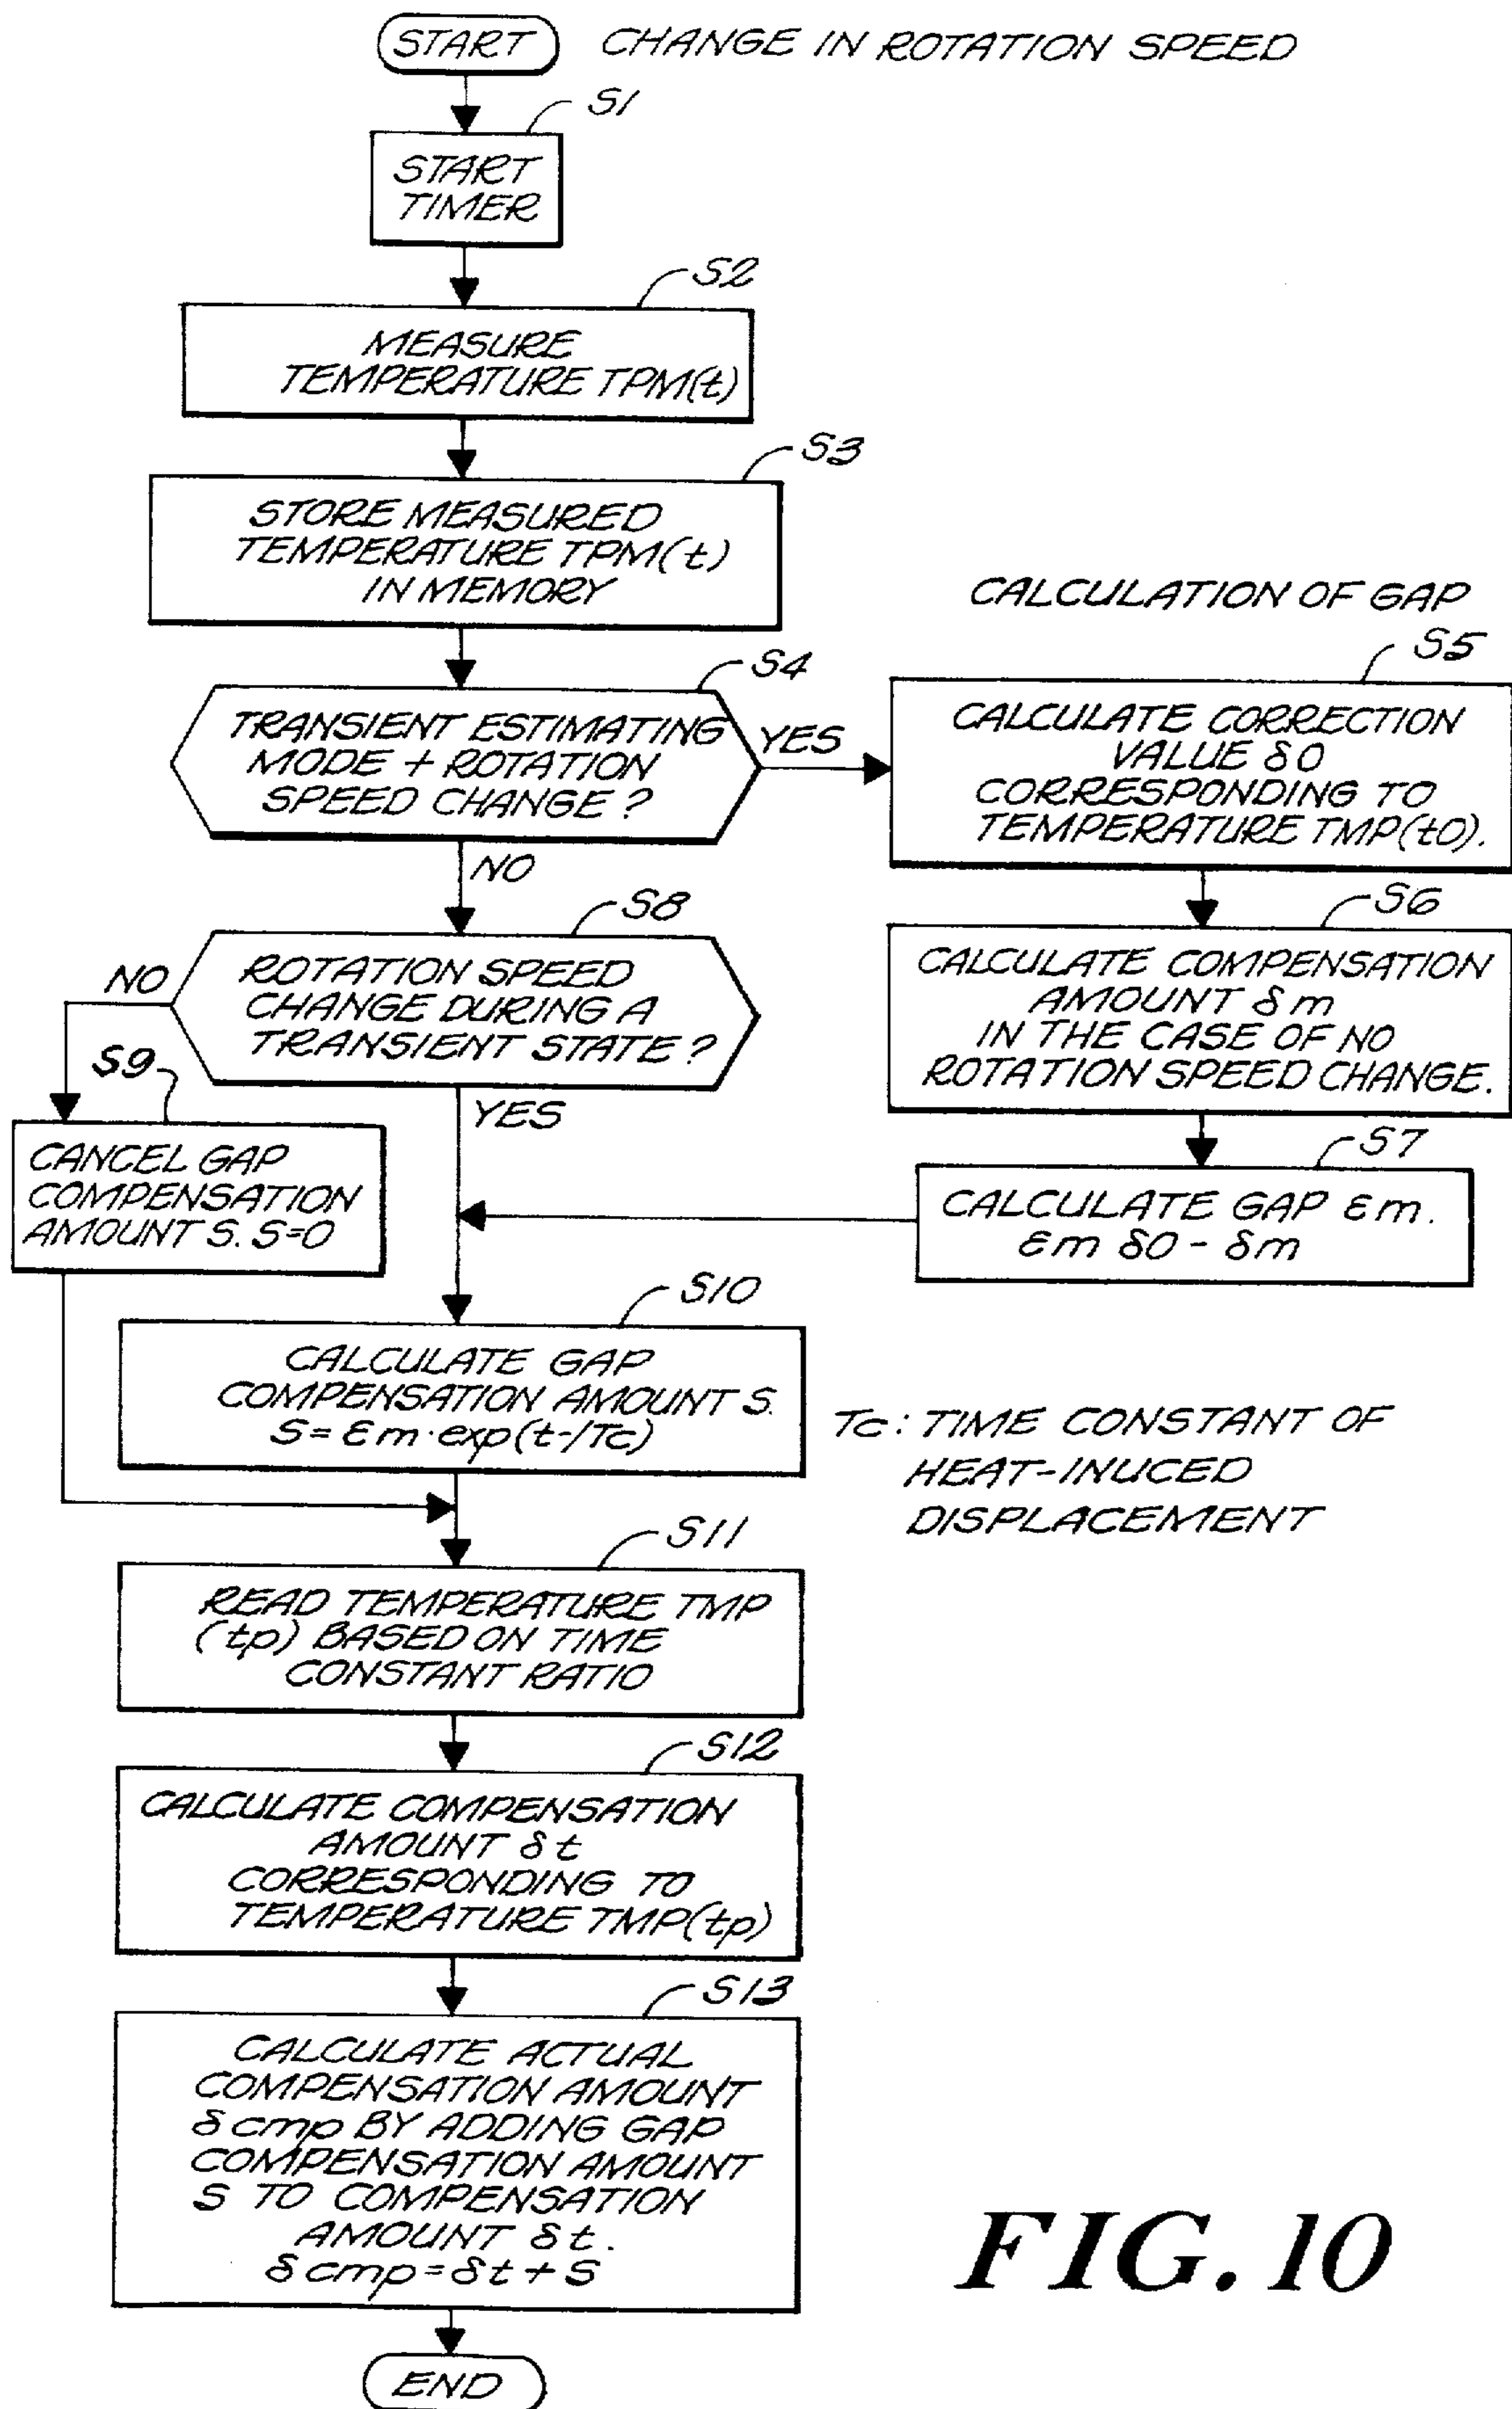 START CHANGE IN ROTATION SPEED
S1
START
TIMER
S2
MEASURE
TEMPERATURE TPM(t)
S3
STORE MEASURED
TEMPERATURE TPM(t)
IN MEMORY
CALCULATION OF GAP
S4
TRANSIENT ESTIMATING
MODE + ROTATION
SPEED CHANGE?
YES
NO
S5
CALCULATE CORRECTION
VALUE δ0
CORRESPONDING TO
TEMPERATURE TMP(t0).
S6
CALCULATE COMPENSATION
AMOUNT δm
IN THE CASE OF NO
ROTATION SPEED CHANGE.
S7
CALCULATE GAP εm.
εm δ0 - δm
S8
ROTATION SPEED
CHANGE DURING A
TRANSIENT STATE?
NO
YES
S9
CANCEL GAP
COMPENSATION
AMOUNT S. S=0
S10
CALCULATE GAP
COMPENSATION AMOUNT S.
S = εm·exp(t-/Tc)
Tc: TIME CONSTANT OF
HEAT-INUCED
DISPLACEMENT
S11
READ TEMPERATURE TMP
(tp) BASED ON TIME
CONSTANT RATIO
S12
CALCULATE COMPENSATION
AMOUNT δt
CORRESPONDING TO
TEMPERATURE TMP(tp)
S13
CALCULATE ACTUAL
COMPENSATION AMOUNT
δcmp BY ADDING GAP
COMPENSATION AMOUNT
S TO COMPENSATION
AMOUNT δt.
δcmp = δt + S
END
FIG. 10